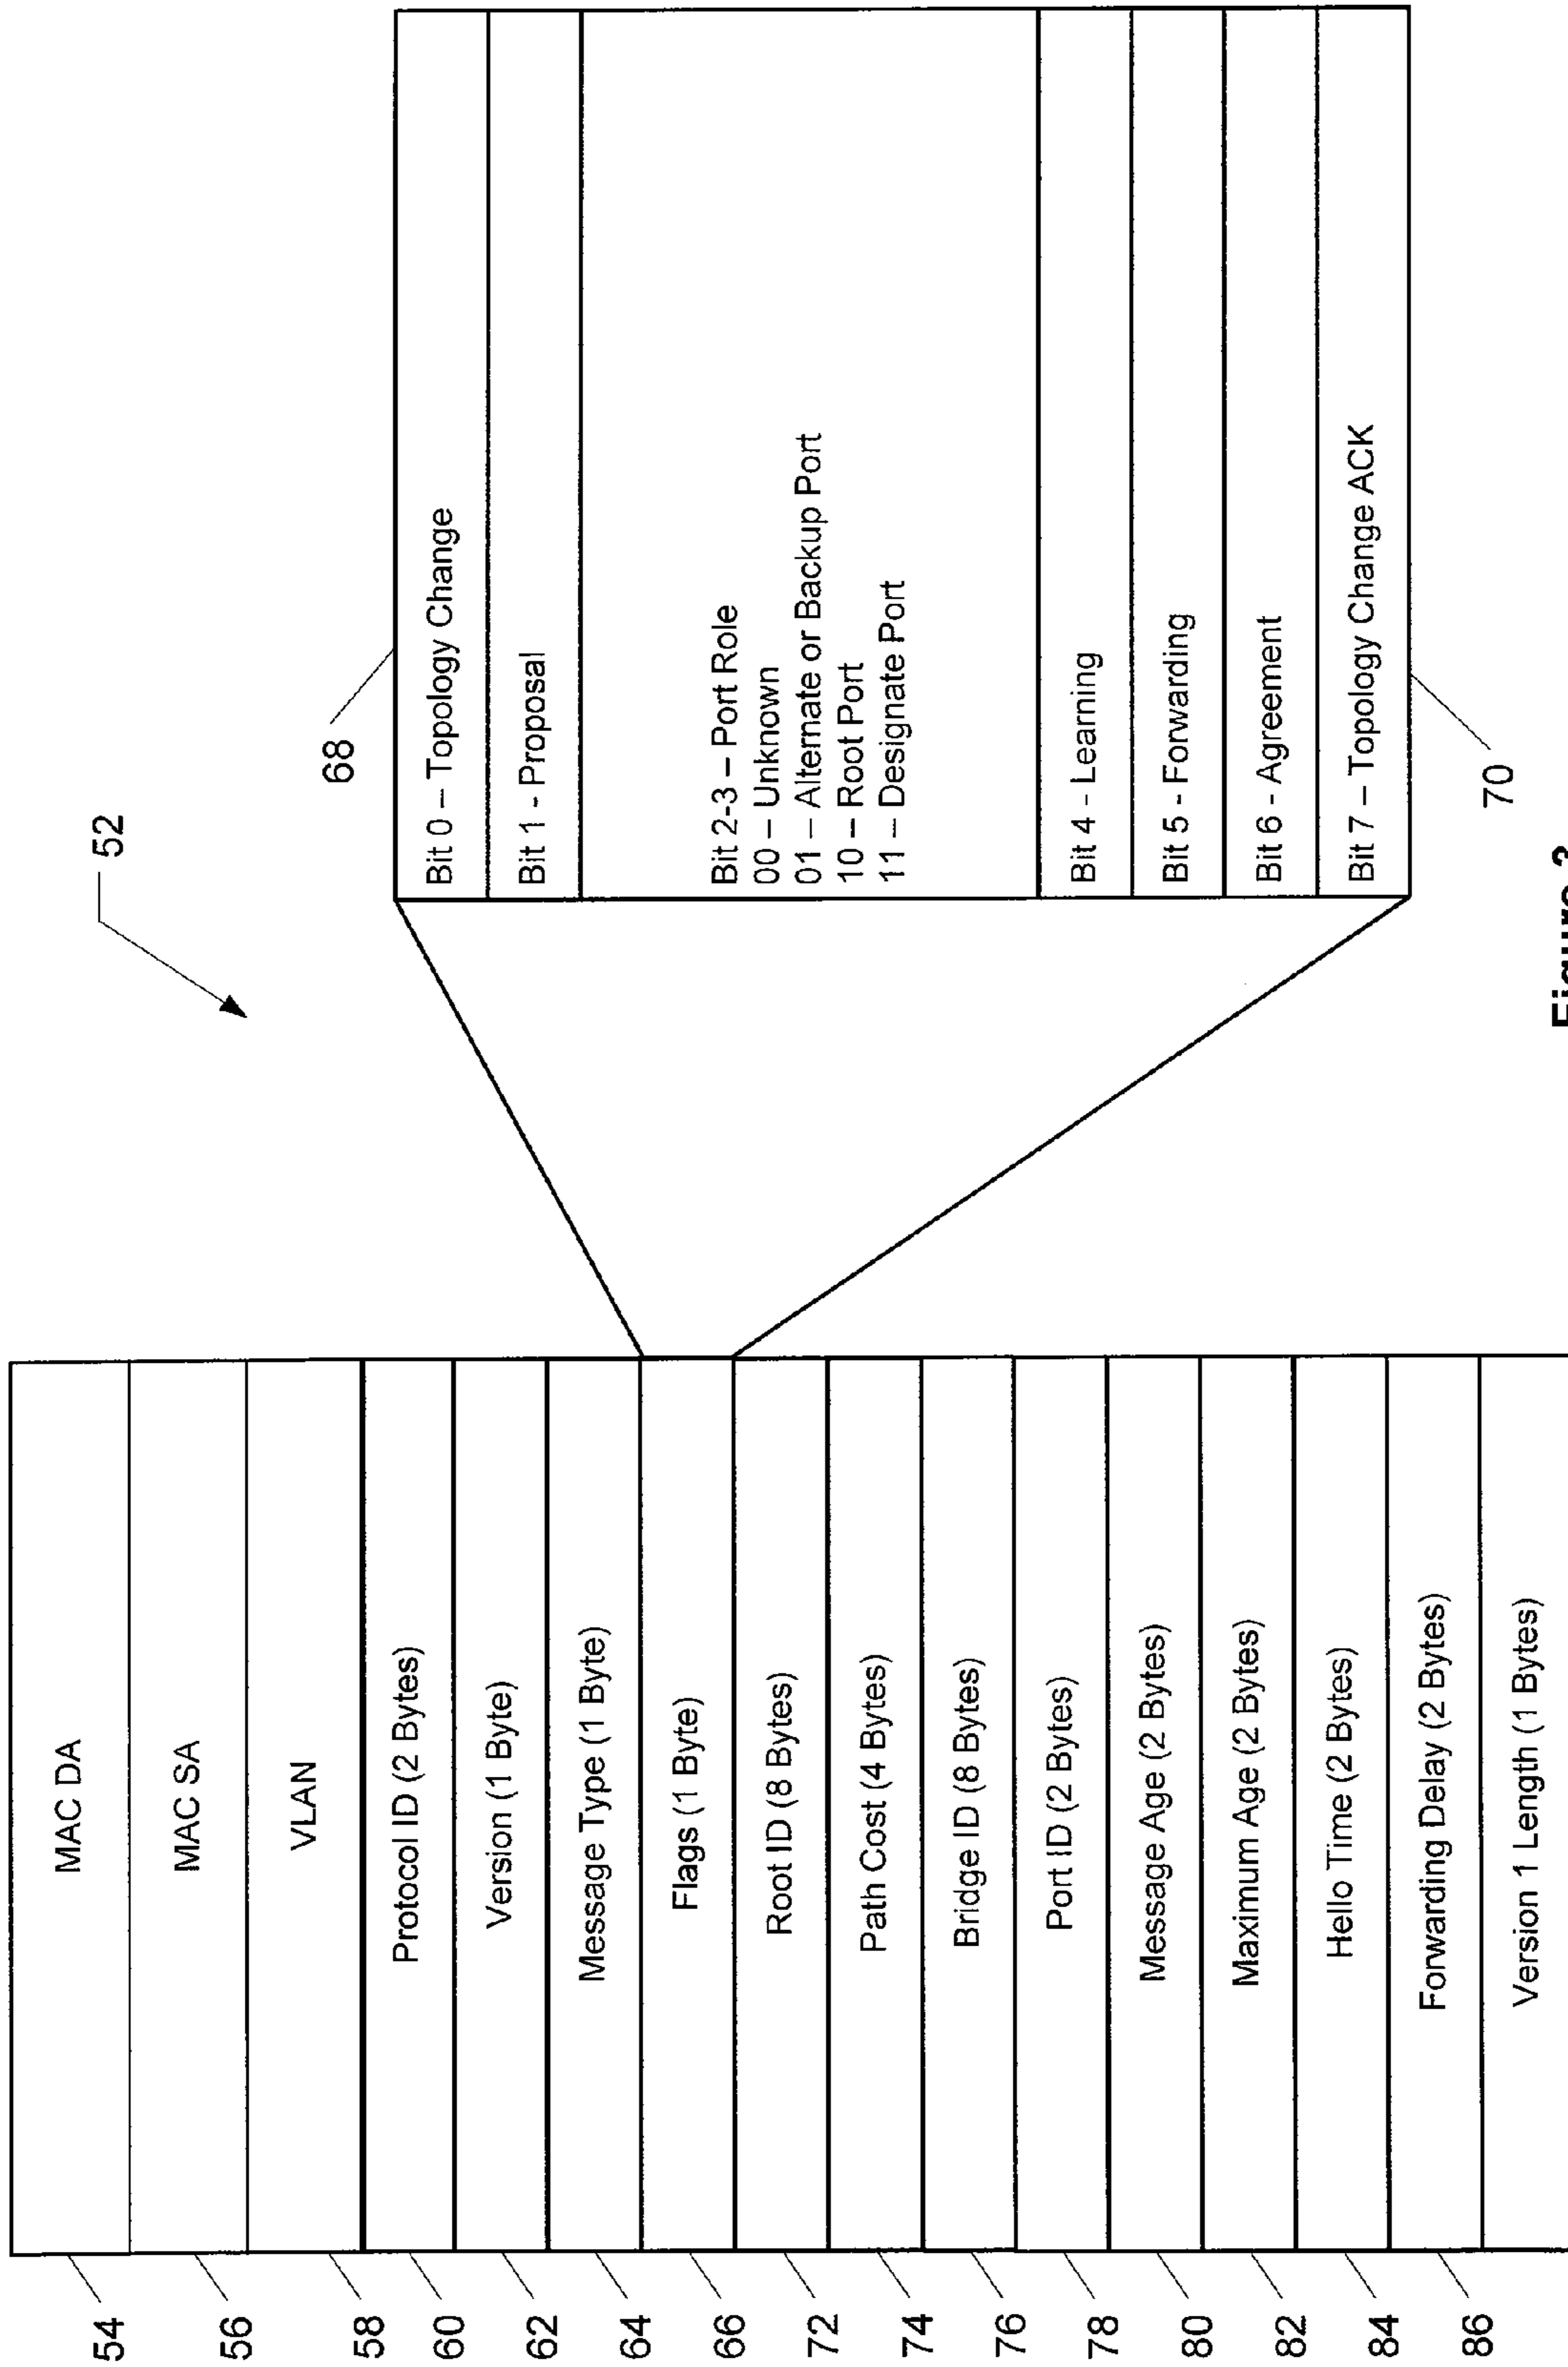 52
54
MAC DA
56
MAC SA
58
VLAN
60
Protocol ID (2 Bytes)
62
Version (1 Byte)
64
Message Type (1 Byte)
66
Flags (1 Byte)
72
Root ID (8 Bytes)
74
Path Cost (4 Bytes)
76
Bridge ID (8 Bytes)
78
Port ID (2 Bytes)
80
Message Age (2 Bytes)
82
Maximum Age (2 Bytes)
84
Hello Time (2 Bytes)
86
Forwarding Delay (2 Bytes)
Version 1 Length (1 Bytes)
68
Bit 0 – Topology Change
Bit 1 - Proposal
Bit 2-3 – Port Role
00 – Unknown
01 – Alternate or Backup Port
10 – Root Port
11 – Designate Port
Bit 4 - Learning
Bit 5 - Forwarding
Bit 6 - Agreement
Bit 7 – Topology Change ACK
70
Figure